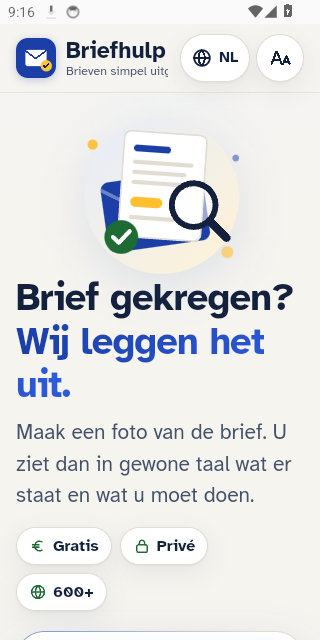 9:16
Briefhulp
Brieven simpel uitg
NL
AA
Brief gekregen?
Wij leggen het
uit.
Maak een foto van de brief. U
ziet dan in gewone taal wat er
staat en wat u moet doen.
€ Gratis
Privé
600+